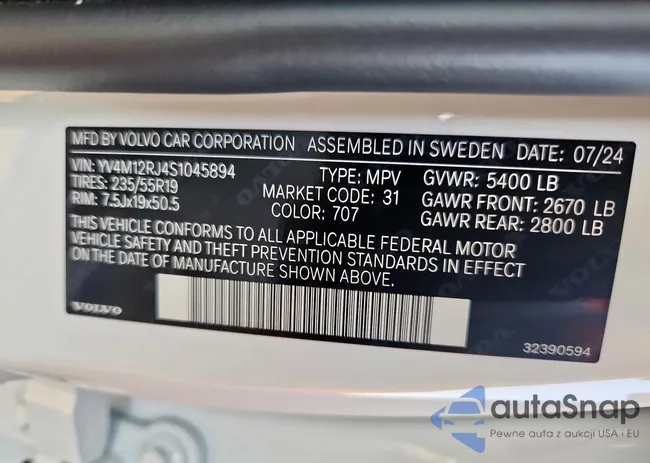 MFD BY VOLVO CAR CORPORATION ASSEMBLED IN SWEDEN DATE: 07/24
VIN: YV4M12RJ4S1045894 TYPE: MPV GVWR: 5400 LB
TIRES: 235/55R19 MARKET CODE: 31 GAWR FRONT: 2670 LB
RIM: 7.5Jx19x50.5 COLOR: 707 GAWR REAR: 2800 LB
THIS VEHICLE CONFORMS TO ALL APPLICABLE FEDERAL MOTOR
VEHICLE SAFETY AND THEFT PREVENTION STANDARDS IN EFFECT
ON THE DATE OF MANUFACTURE SHOWN ABOVE.
VOLVO
32390594
autaSnap
Pewne auta z aukcji USA i EU